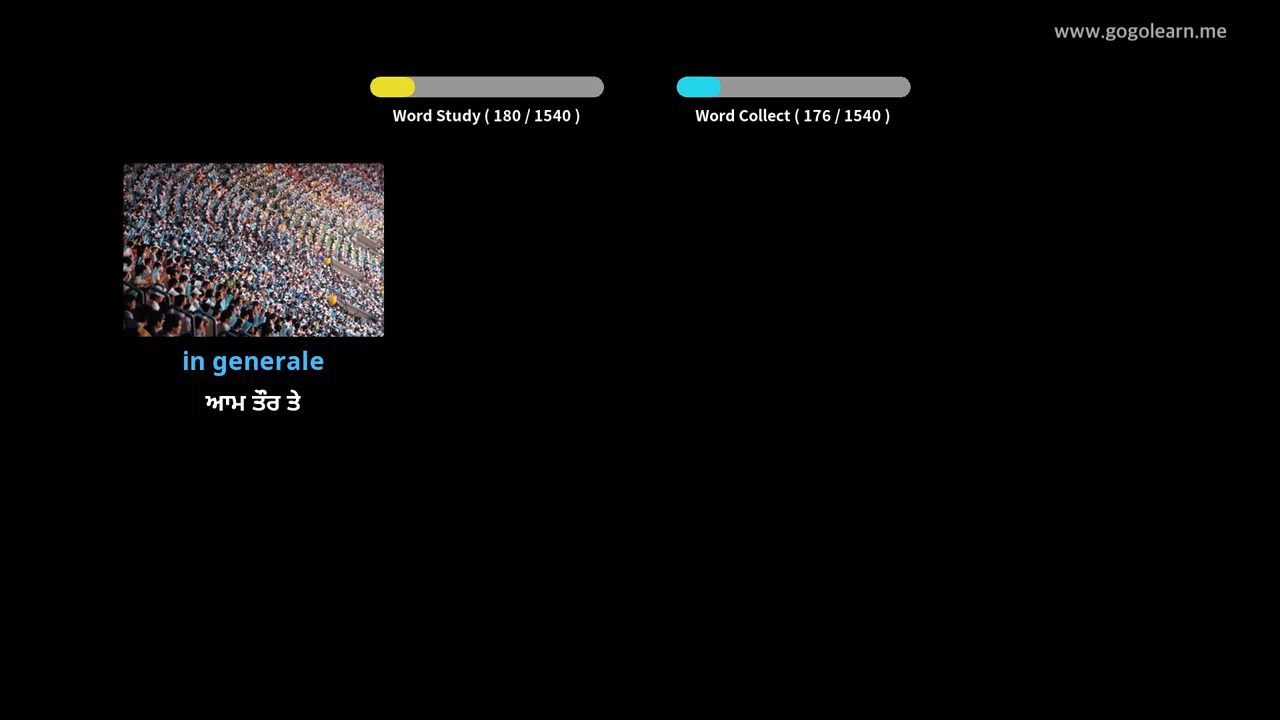 www.gogolearn.me
Word Study ( 180 / 1540 )
Word Collect ( 176 / 1540 )
in generale
ਆਮ ਤੌਰ ਤੇ